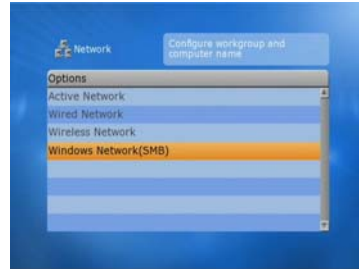 Network
Configure workgroup and
computer name
Options
Active Network
Wired Network
Wireless Network
Windows Network(SMB)